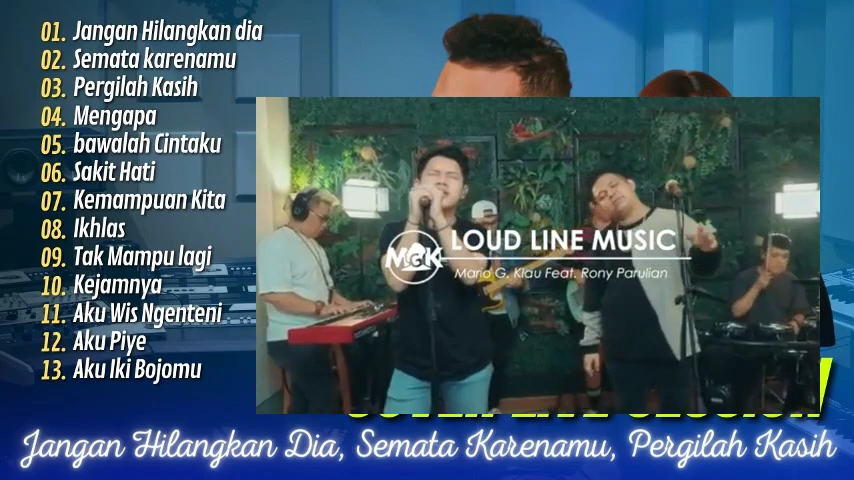 01. Jangan Hilangkan dia
02. Semata karenamu
03. Pergilah Kasih
04. Mengapa
05. bawalah Cintaku
06. Sakit Hati
07. Kemampuan Kita
08. Ikhlas
09. Tak Mampu lagi
10. Kejamnya
11. Aku Wis Ngenteni
12. Aku Piye
13. Aku Iki Bojomu
MGK
LOUD LINE MUSIC
Mario G. Klau Feat. Rony Parulian
Jangan Hilangkan Dia, Semata Karenamu, Pergilah Kasih